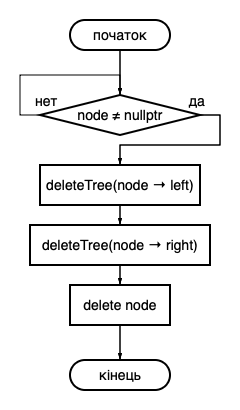 початок
нет
да
node ≠ nullptr
deleteTree(node → left)
deleteTree(node → right)
delete node
кінець